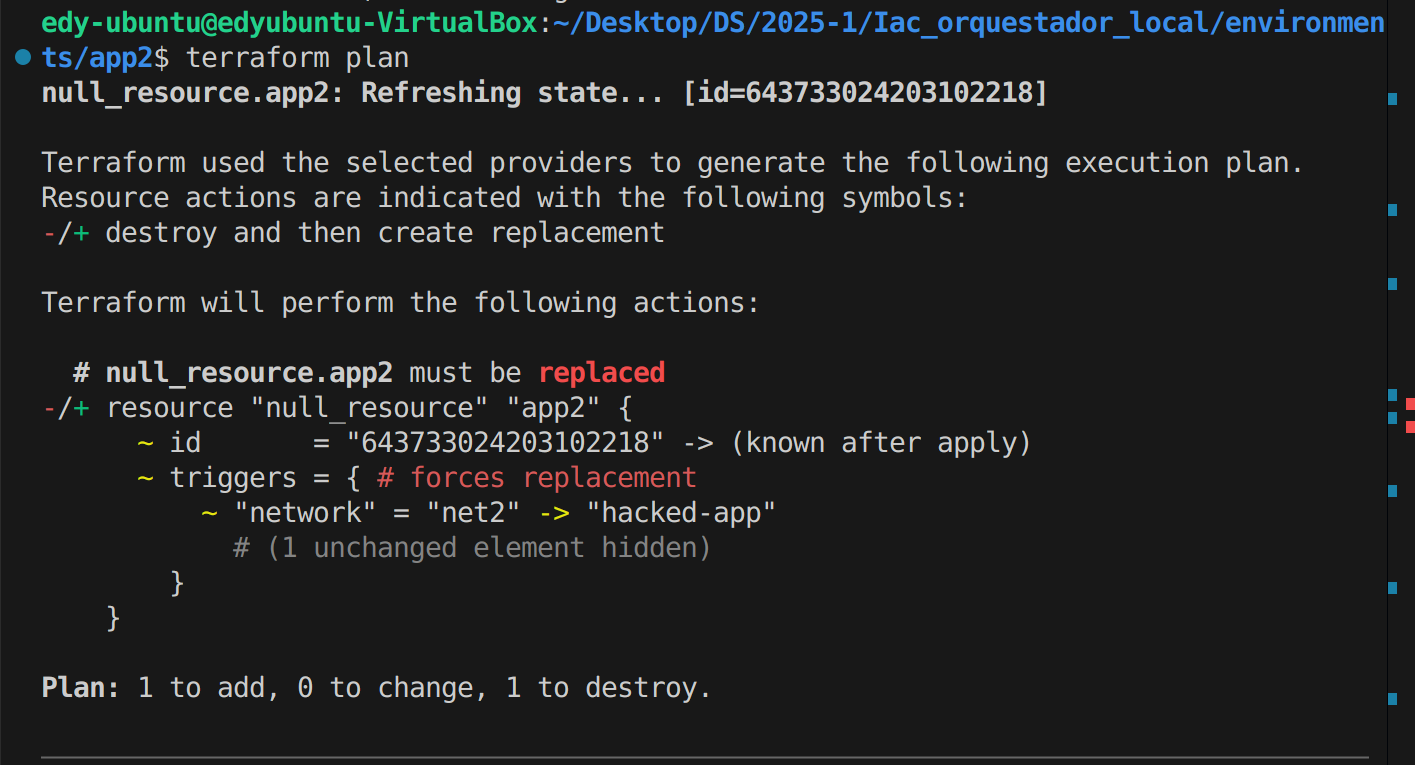 edy-ubuntu@edyubuntu-VirtualBox:~/Desktop/DS/2025-1/Iac_orquestador_local/environmen
ts/app2$ terraform plan
null_resource.app2: Refreshing state... [id=643733024203102218]
Terraform used the selected providers to generate the following execution plan.
Resource actions are indicated with the following symbols:
-/+ destroy and then create replacement
Terraform will perform the following actions:
# null_resource.app2 must be replaced
-/+ resource "null_resource" "app2" {
~ id       = "643733024203102218" -> (known after apply)
~ triggers = { # forces replacement
~ "network" = "net2" -> "hacked-app"
# (1 unchanged element hidden)
}
}
Plan: 1 to add, 0 to change, 1 to destroy.